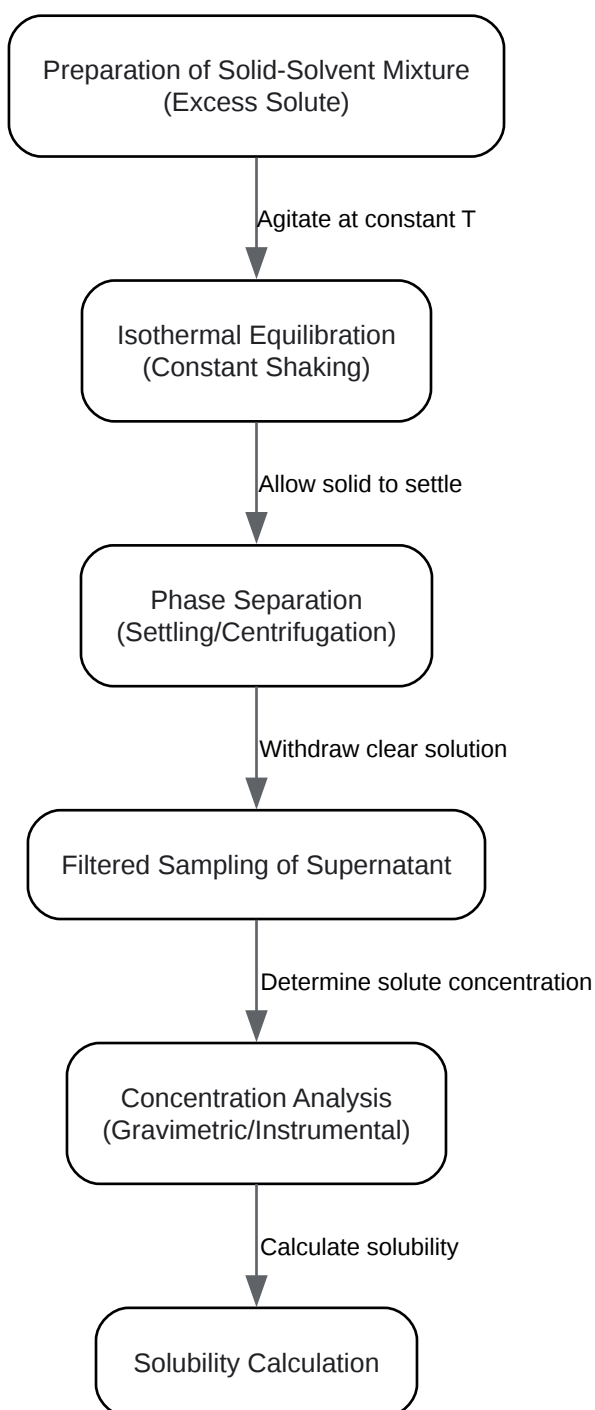 Preparation of Solid-Solvent Mixture
(Excess Solute)
Agitate at constant T
Isothermal Equilibration
(Constant Shaking)
Allow solid to settle
Phase Separation
(Settling/Centrifugation)
Withdraw clear solution
Filtered Sampling of Supernatant
Determine solute concentration
Concentration Analysis
(Gravimetric/Instrumental)
Calculate solubility
Solubility Calculation